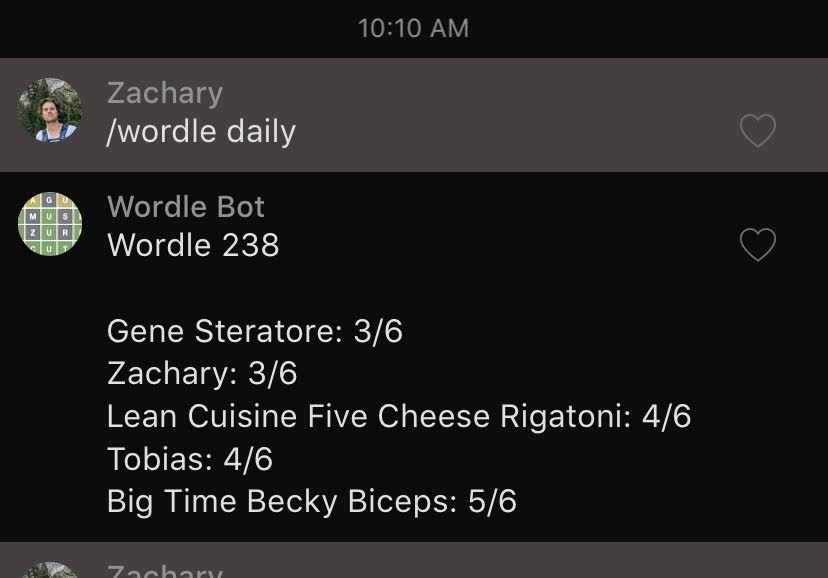 10:10 AM
Zachary
/wordle daily
A G U
M U S
Z U R
C U T
Wordle Bot
Wordle 238
Gene Steratore: 3/6
Zachary: 3/6
Lean Cuisine Five Cheese Rigatoni: 4/6
Tobias: 4/6
Big Time Becky Biceps: 5/6
Zachary